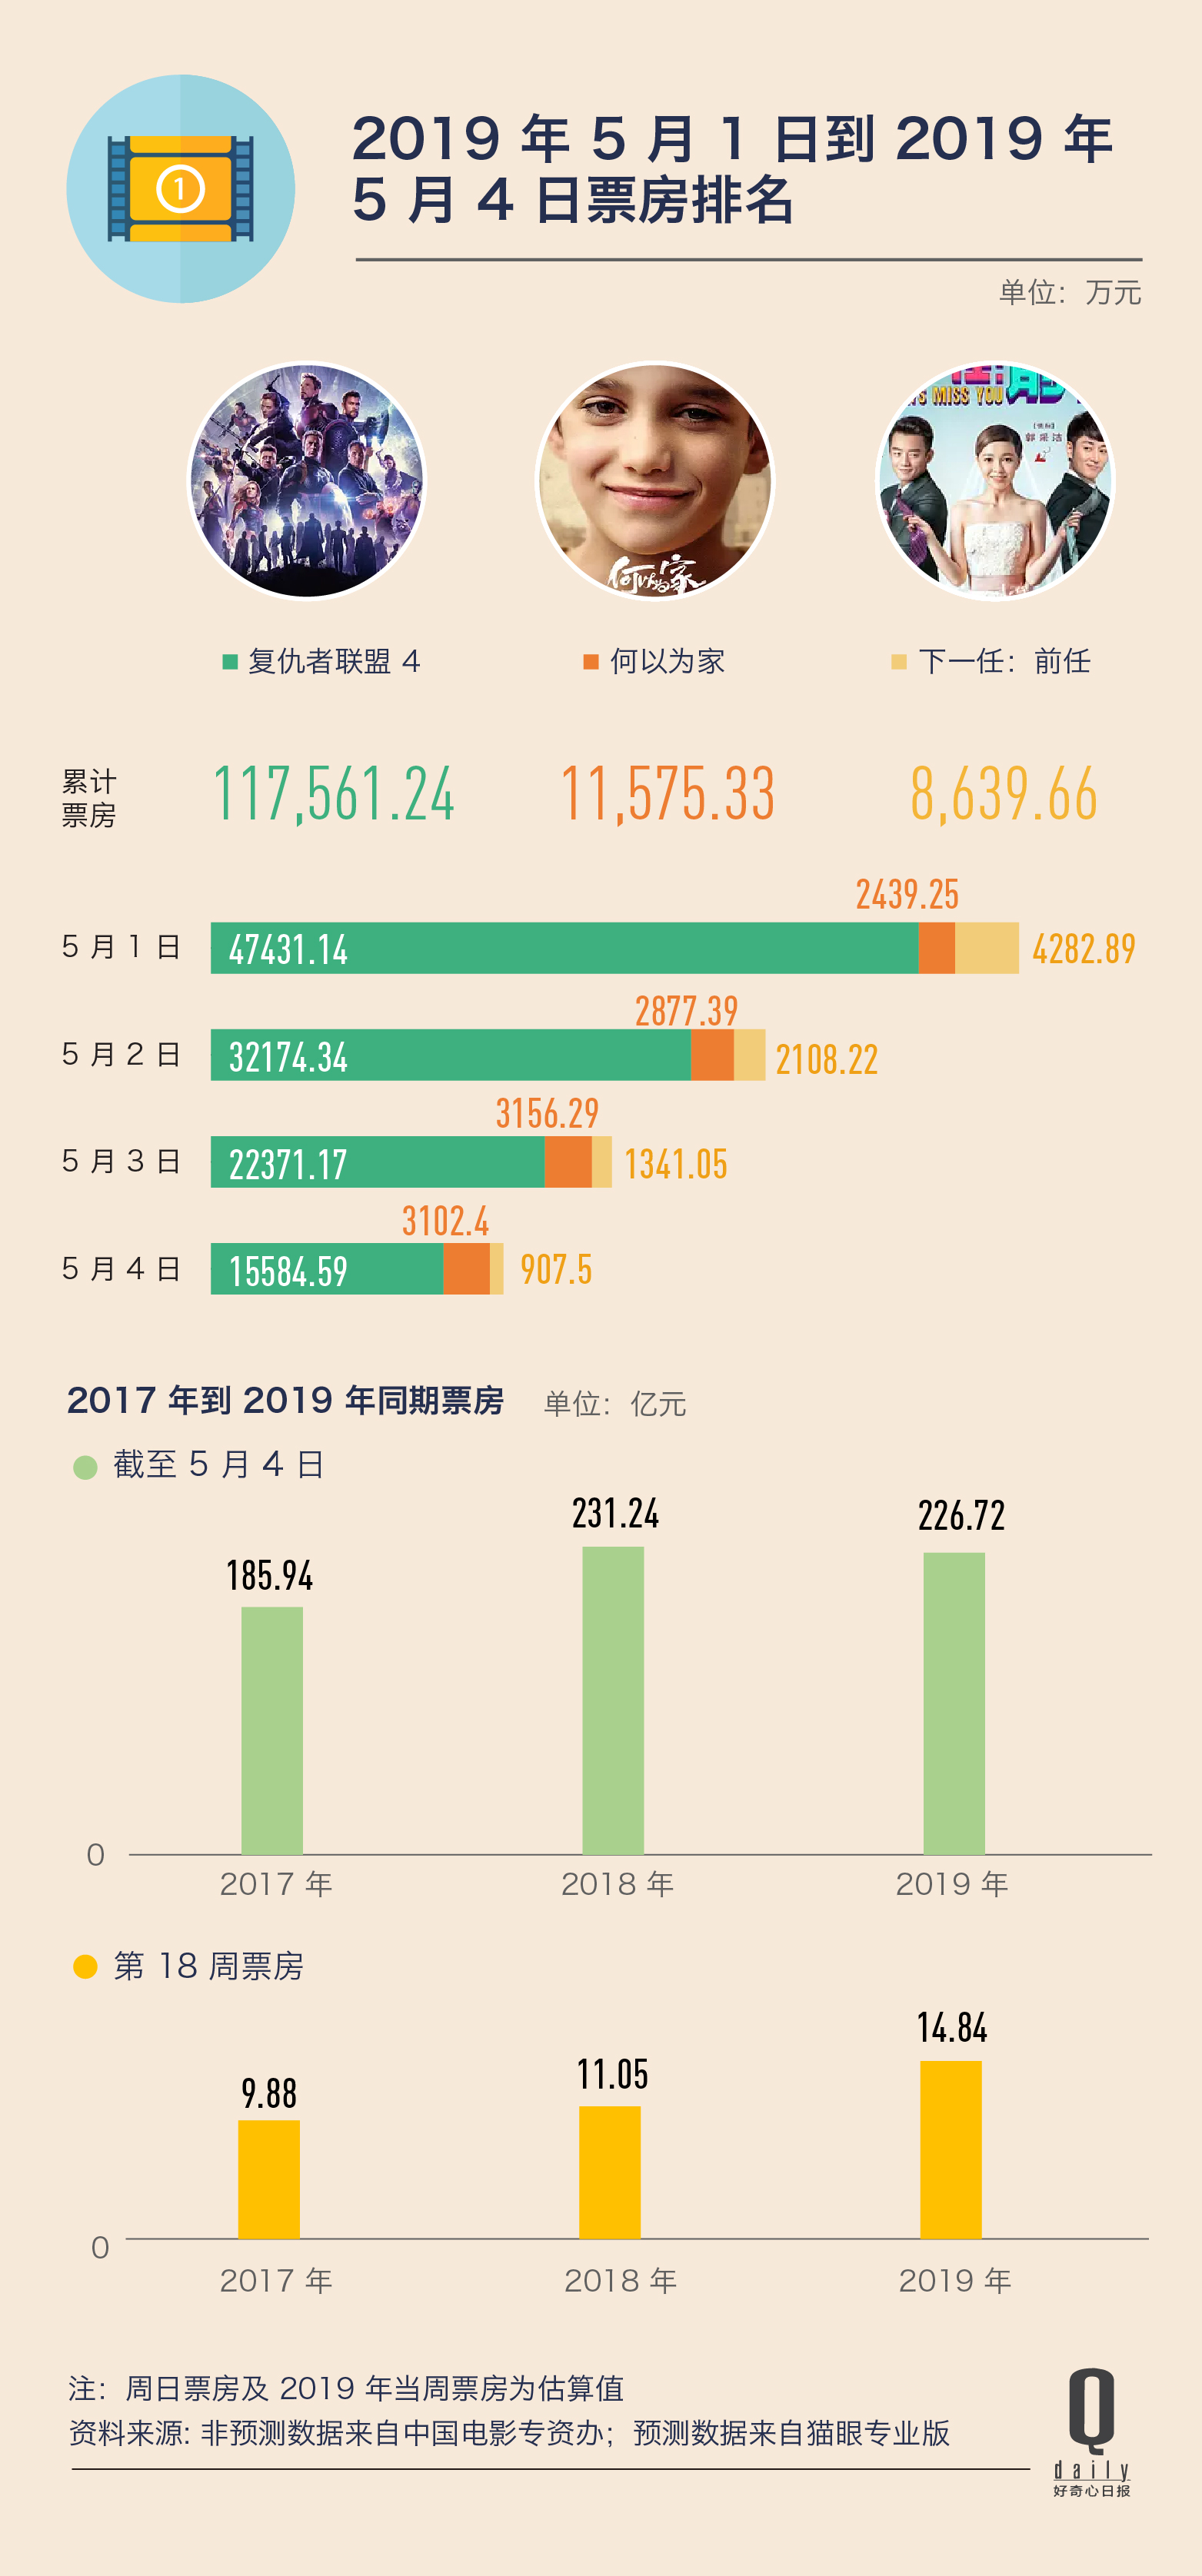 1
2019 年 5 月 1 日到 2019 年
5 月 4 日票房排名
单位：万元
MISS YOU
郭采洁
何以为家
复仇者联盟 4
何以为家
下一任：前任
累计
票房
117,561.24
11,575.33
8,639.66
2439.25
5 月 1 日
47431.14
4282.89
2877.39
5 月 2 日
32174.34
2108.22
3156.29
5 月 3 日
22371.17
1341.05
3102.4
5 月 4 日
15584.59
907.5
2017 年到 2019 年同期票房 单位：亿元
截至 5 月 4 日
185.94
231.24
226.72
0
2017 年
2018 年
2019 年
第 18 周票房
9.88
11.05
14.84
0
2017 年
2018 年
2019 年
注：周日票房及 2019 年当周票房为估算值
资料来源: 非预测数据来自中国电影专资办；预测数据来自猫眼专业版
Q
daily
好奇心日报